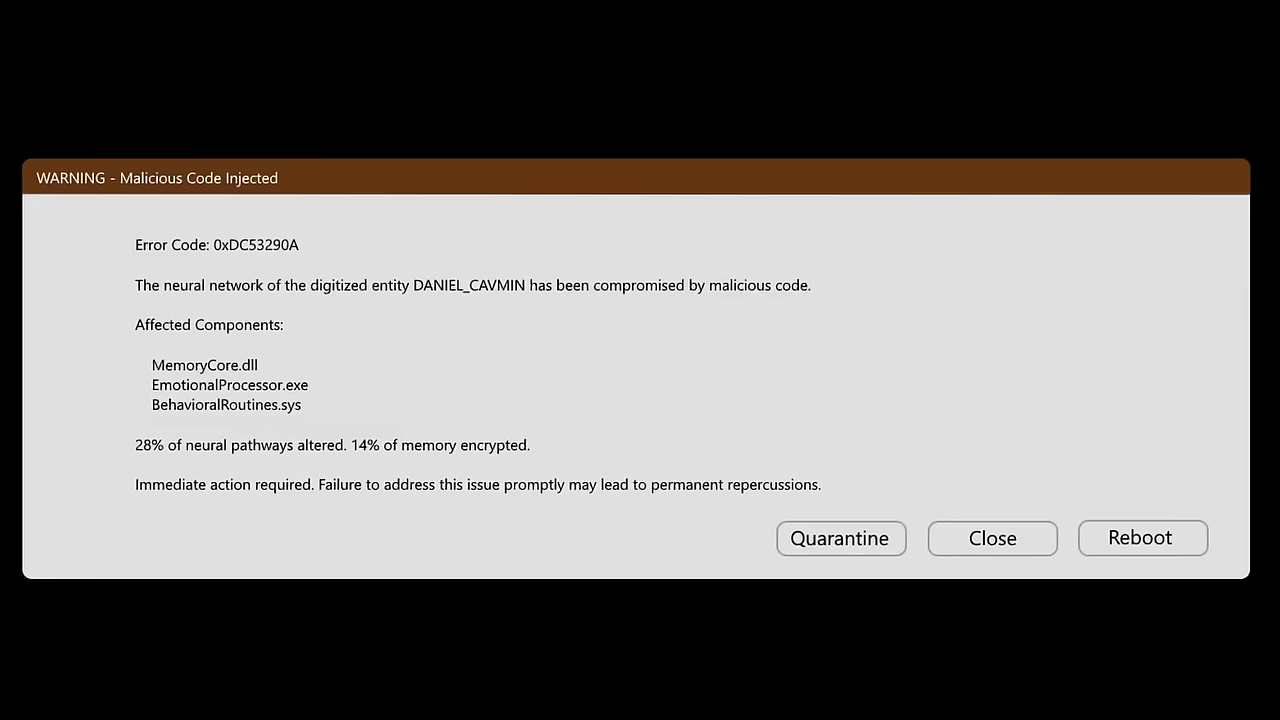 WARNING - Malicious Code Injected
Error Code: 0xDC53290A
The neural network of the digitized entity DANIEL_CAVMIN has been compromised by malicious code.
Affected Components:
MemoryCore.dll
EmotionalProcessor.exe
BehavioralRoutines.sys
28% of neural pathways altered. 14% of memory encrypted.
Immediate action required. Failure to address this issue promptly may lead to permanent repercussions.
Quarantine Close Reboot